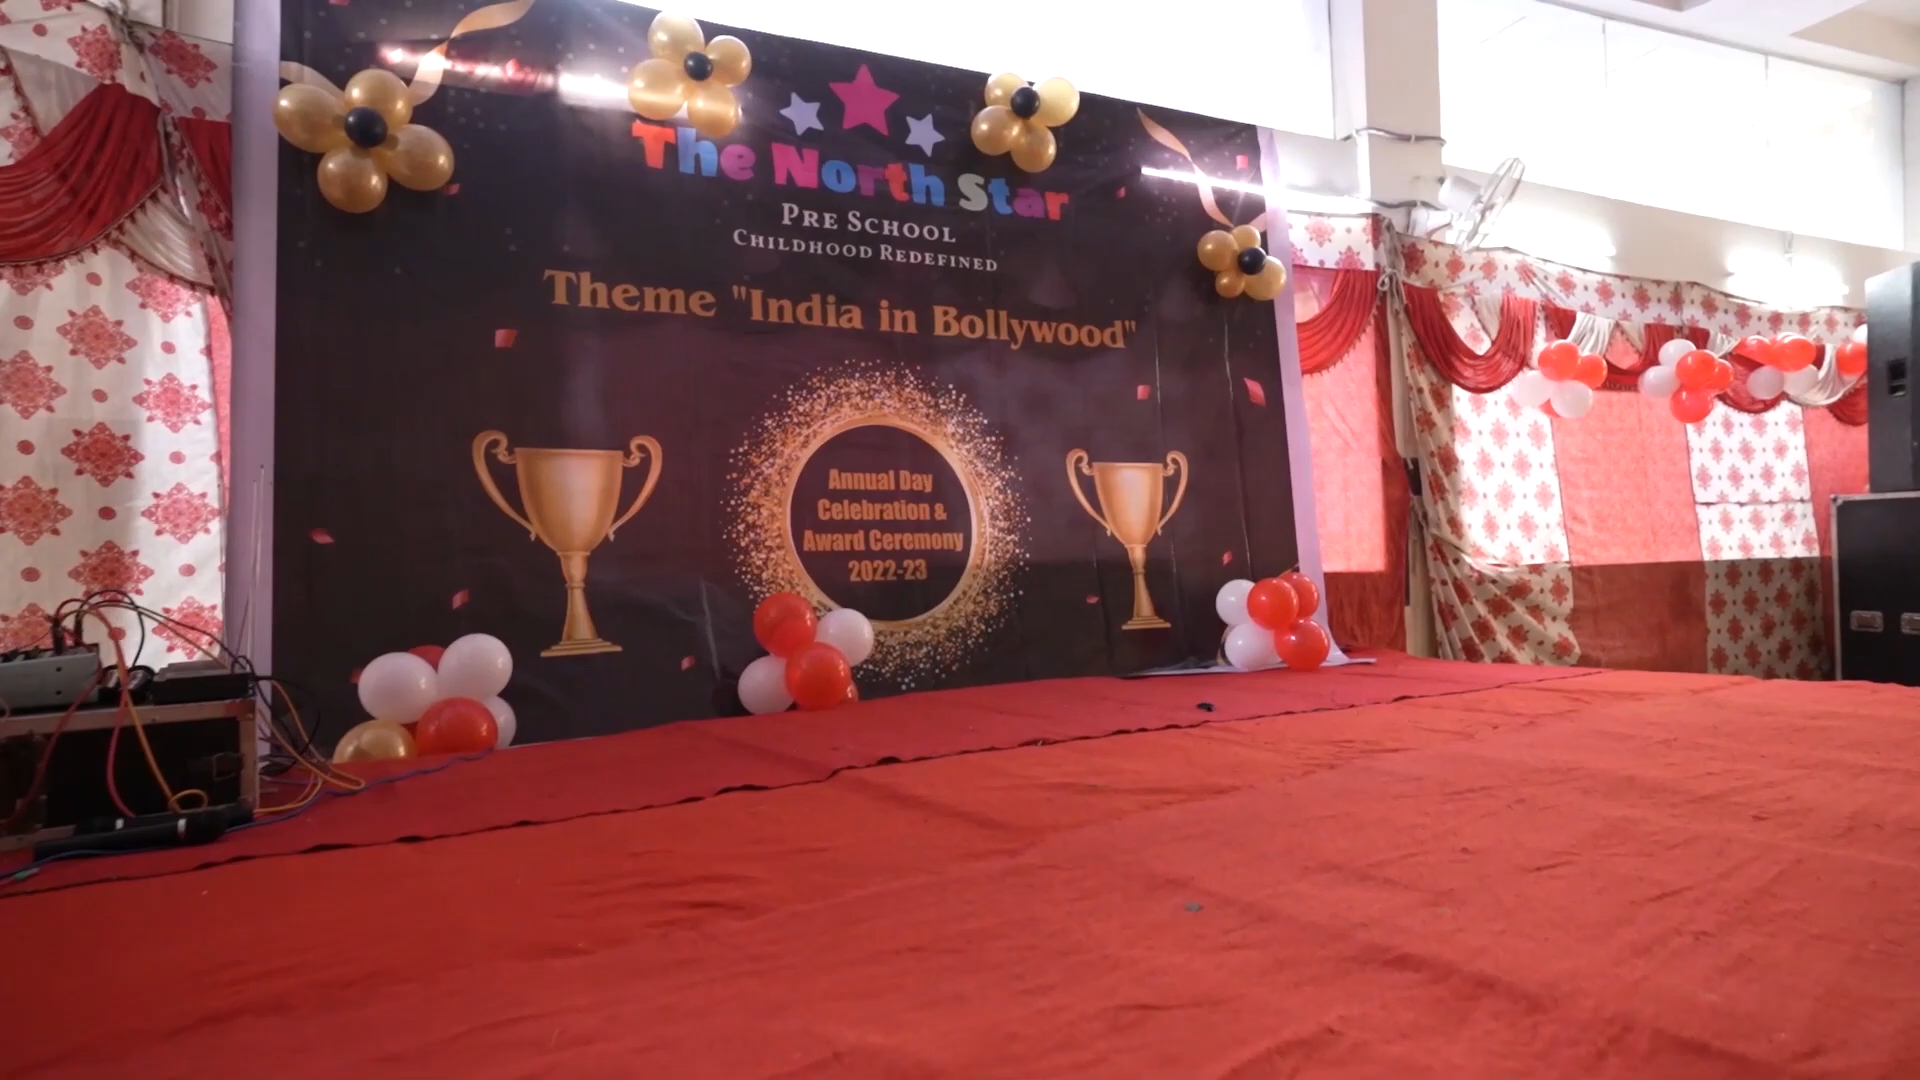 The North Star
PRE SCHOOL
CHILDHOOD REDEFINED
Theme "India in Bollywood"
Annual Day
Celebration &
Award Ceremony
2022-23